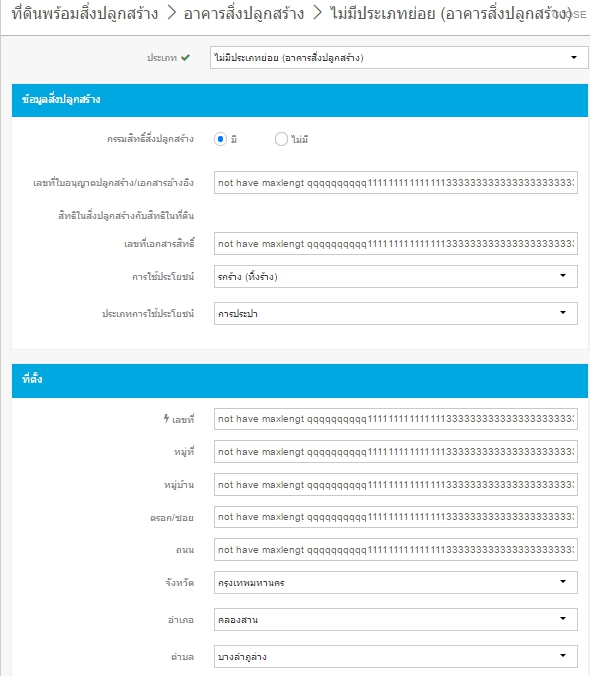 ที่ดินพร้อมสิ่งปลูกสร้าง > อาคารสิ่งปลูกสร้าง > ไม่มีประเภทย่อย (อาคารสิ่งปลูกสร้าง) CLOSE
ประเภท ✔ ไม่มีประเภทย่อย (อาคารสิ่งปลูกสร้าง)
ข้อมูลสิ่งปลูกสร้าง
กรรมสิทธิ์สิ่งปลูกสร้าง มี ไม่มี
เลขที่ใบอนุญาตปลูกสร้าง/เอกสารอ้างอิง not have maxlengt qqqqqqqqqq111111111111111333333333333333333333:
สิทธิในสิ่งปลูกสร้างกับสิทธิในที่ดิน
เลขที่เอกสารสิทธิ์ not have maxlengt qqqqqqqqqq111111111111111333333333333333333333:
การใช้ประโยชน์ รกร้าง (ทิ้งร้าง)
ประเภทการใช้ประโยชน์ การประปา
ที่ตั้ง
เลขที่ not have maxlengt qqqqqqqqqq111111111111111333333333333333333333:
หมู่ที่ not have maxlengt qqqqqqqqqq111111111111111333333333333333333333:
หมู่บ้าน not have maxlengt qqqqqqqqqq111111111111111333333333333333333333:
ตรอก/ซอย not have maxlengt qqqqqqqqqq111111111111111333333333333333333333:
ถนน not have maxlengt qqqqqqqqqq111111111111111333333333333333333333:
จังหวัด กรุงเทพมหานคร
อำเภอ คลองสาน
ตำบล บางลำภูล่าง